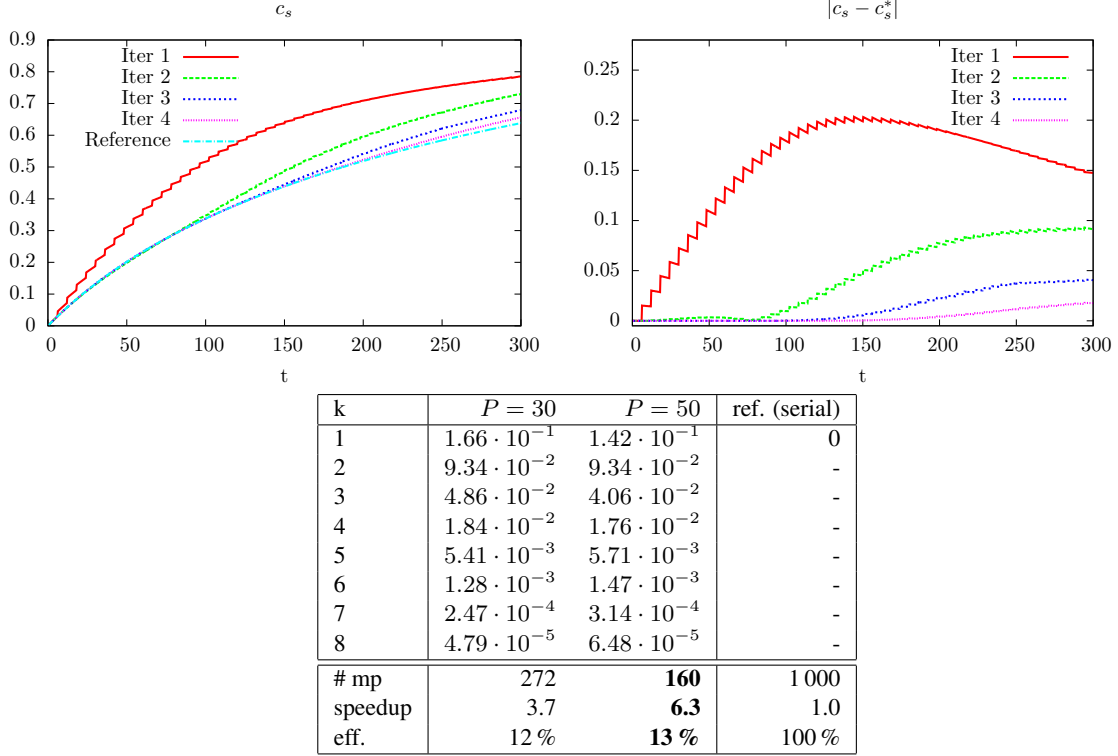 c_s
0.9
0.8
0.7
0.6
0.5
0.4
0.3
0.2
0.1
0
Iter 1
Iter 2
Iter 3
Iter 4
Reference
0 50 100 150 200 250 300
t
|c_s − c_s^*|
0.25
0.2
0.15
0.1
0.05
0
Iter 1
Iter 2
Iter 3
Iter 4
0 50 100 150 200 250 300
t
k P = 30 P = 50 ref. (serial)
1 1.66 · 10^{−1} 1.42 · 10^{−1} 0
2 9.34 · 10^{−2} 9.34 · 10^{−2} -
3 4.86 · 10^{−2} 4.06 · 10^{−2} -
4 1.84 · 10^{−2} 1.76 · 10^{−2} -
5 5.41 · 10^{−3} 5.71 · 10^{−3} -
6 1.28 · 10^{−3} 1.47 · 10^{−3} -
7 2.47 · 10^{−4} 3.14 · 10^{−4} -
8 4.79 · 10^{−5} 6.48 · 10^{−5} -
# mp 272 160 1 000
speedup 3.7 6.3 1.0
eff. 12 % 13 % 100 %